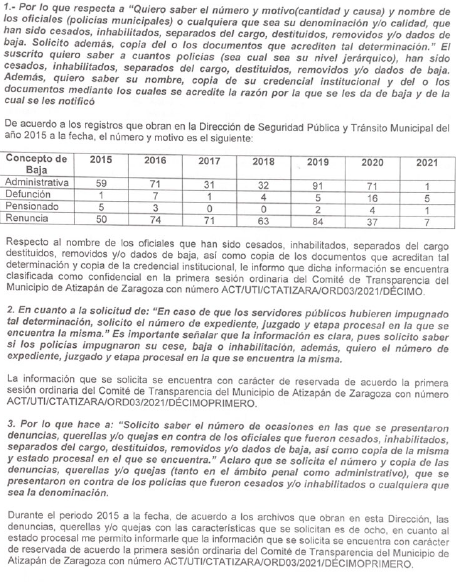 1.- Por lo que respecta a “Quiero saber el número y motivo(cantidad y causa) y nombre de
los oficiales (policías municipales) o cualquiera que sea su denominación y/o calidad, que
han sido cesados, inhabilitados, separados del cargo, destituidos, removidos y/o dados de
baja. Solicito además, copia del o los documentos que acrediten tal determinación.” El
suscrito quiero saber a cuantos policías (sea cual sea su nivel jerárquico), han sido
cesados, inhabilitados, separados del cargo, destituidos, removidos y/o dados de baja.
Además, quiero saber su nombre, copia de su credencial institucional y del o los
documentos mediante los cuales se acredite la razón por la que se les da de baja y de la
cual se les notificó
De acuerdo a los registros que obran en la Dirección de Seguridad Pública y Tránsito Municipal del
año 2015 a la fecha, el número y motivo es el siguiente:
Concepto de Baja 2015 2016 2017 2018 2019 2020 2021
Administrativa 59 71 31 32 91 71 1
Defunción 1 7 1 4 5 16 5
Pensionado 5 3 0 0 2 4 1
Renuncia 50 74 71 63 84 37 7
Respecto al nombre de los oficiales que han sido cesados, inhabilitados, separados del cargo
destituidos, removidos y/o dados de baja, así como copia de los documentos que acreditan tal
determinación y copia de la credencial institucional, le informo que dicha información se encuentra
clasificada como confidencial en la primera sesión ordinaria del Comité de Transparencia del
Municipio de Atizapán de Zaragoza con número ACT/UTI/CTATIZARA/ORD03/2021/DÉCIMO.
2. En cuanto a la solicitud de: “En caso de que los servidores públicos hubieren impugnado
tal determinación, solicito el número de expediente, juzgado y etapa procesal en la que se
encuentra la misma.” Es importante señalar que la información es clara, pues solicito saber
si los policías impugnaron su cese, baja o inhabilitación, además, quiero el número de
expediente, juzgado y etapa procesal en la que se encuentra la misma.
La información que se solicita se encuentra con carácter de reservada de acuerdo la primera
sesión ordinaria del Comité de Transparencia del Municipio de Atizapán de Zaragoza con número
ACT/UTI/CTATIZARA/ORD03/2021/DÉCIMOPRIMERO.
3. Por lo que hace a: “Solicito saber el número de ocasiones en las que se presentaron
denuncias, querellas y/o quejas en contra de los oficiales que fueron cesados, inhabilitados,
separados del cargo, destituidos, removidos y/o dados de baja, así como copia de la misma
y estado procesal en el que se encuentra.” Aclaro que se solicita el número y copia de las
denuncias, querellas y/o quejas (tanto en el ámbito penal como administrativo), que se
presentaron en contra de los policías que fueron cesados y/o inhabilitados o cualquiera que
sea la denominación.
Durante el periodo 2015 a la fecha, de acuerdo a los archivos que obran en esta Dirección, las
denuncias, querellas y/o quejas con las características que se solicitan es de ocho, en cuanto al
estado procesal me permito informarle que la información que se solicita se encuentra con carácter
de reservada de acuerdo la primera sesión ordinaria del Comité de Transparencia del Municipio de
Atizapán de Zaragoza con número ACT/UTI/CTATIZARA/ORD03/2021/DÉCIMOPRIMERO.